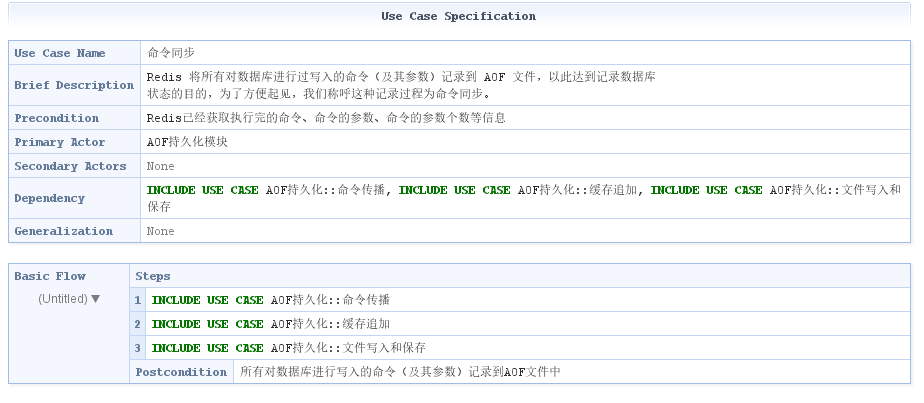 Use Case Specification
Use Case Name 命令同步
Brief Description Redis 将所有对数据库进行过写入的命令（及其参数）记录到 AOF 文件，以此达到记录数据库
状态的目的，为了方便起见，我们称呼这种记录过程为命令同步。
Precondition Redis已经获取执行完的命令、命令的参数、命令的参数个数等信息
Primary Actor AOF持久化模块
Secondary Actors None
Dependency INCLUDE USE CASE AOF持久化::命令传播, INCLUDE USE CASE AOF持久化::缓存追加, INCLUDE USE CASE AOF持久化::文件写入和
保存
Generalization None
Basic Flow Steps
(Untitled) ▼
1 INCLUDE USE CASE AOF持久化::命令传播
2 INCLUDE USE CASE AOF持久化::缓存追加
3 INCLUDE USE CASE AOF持久化::文件写入和保存
Postcondition 所有对数据库进行写入的命令（及其参数）记录到AOF文件中